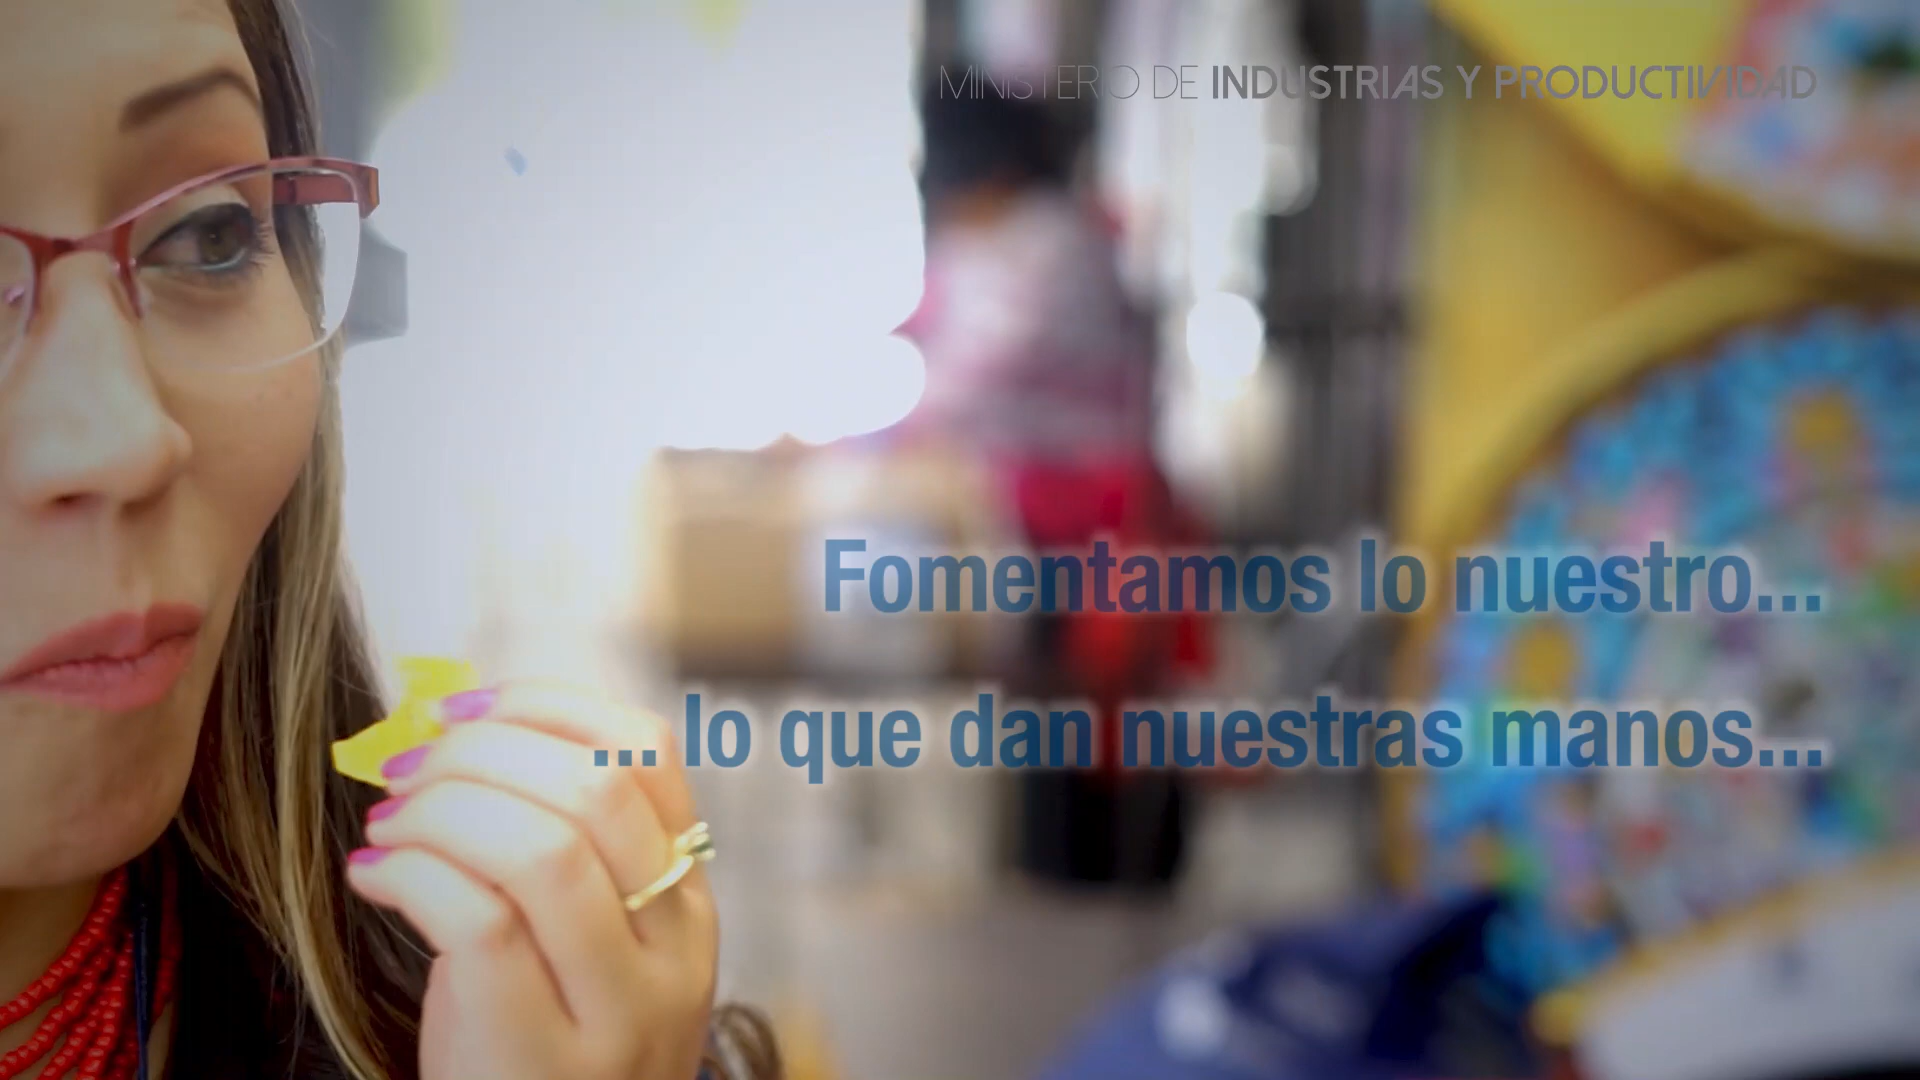 MINISTERIO DE INDUSTRIAS Y PRODUCTIVIDAD
Fomentamos lo nuestro...
... lo que dan nuestras manos...